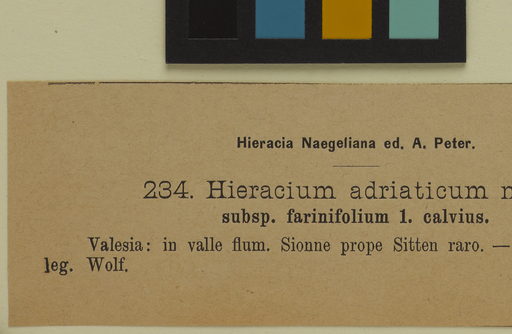 Hieracia Naegeliana ed. A. Peter.
234. Hieracium adriaticum
subsp. farinifolium 1. calvius.
Valesia: in valle flum. Sionne prope Sitten raro. —
leg. Wolf.